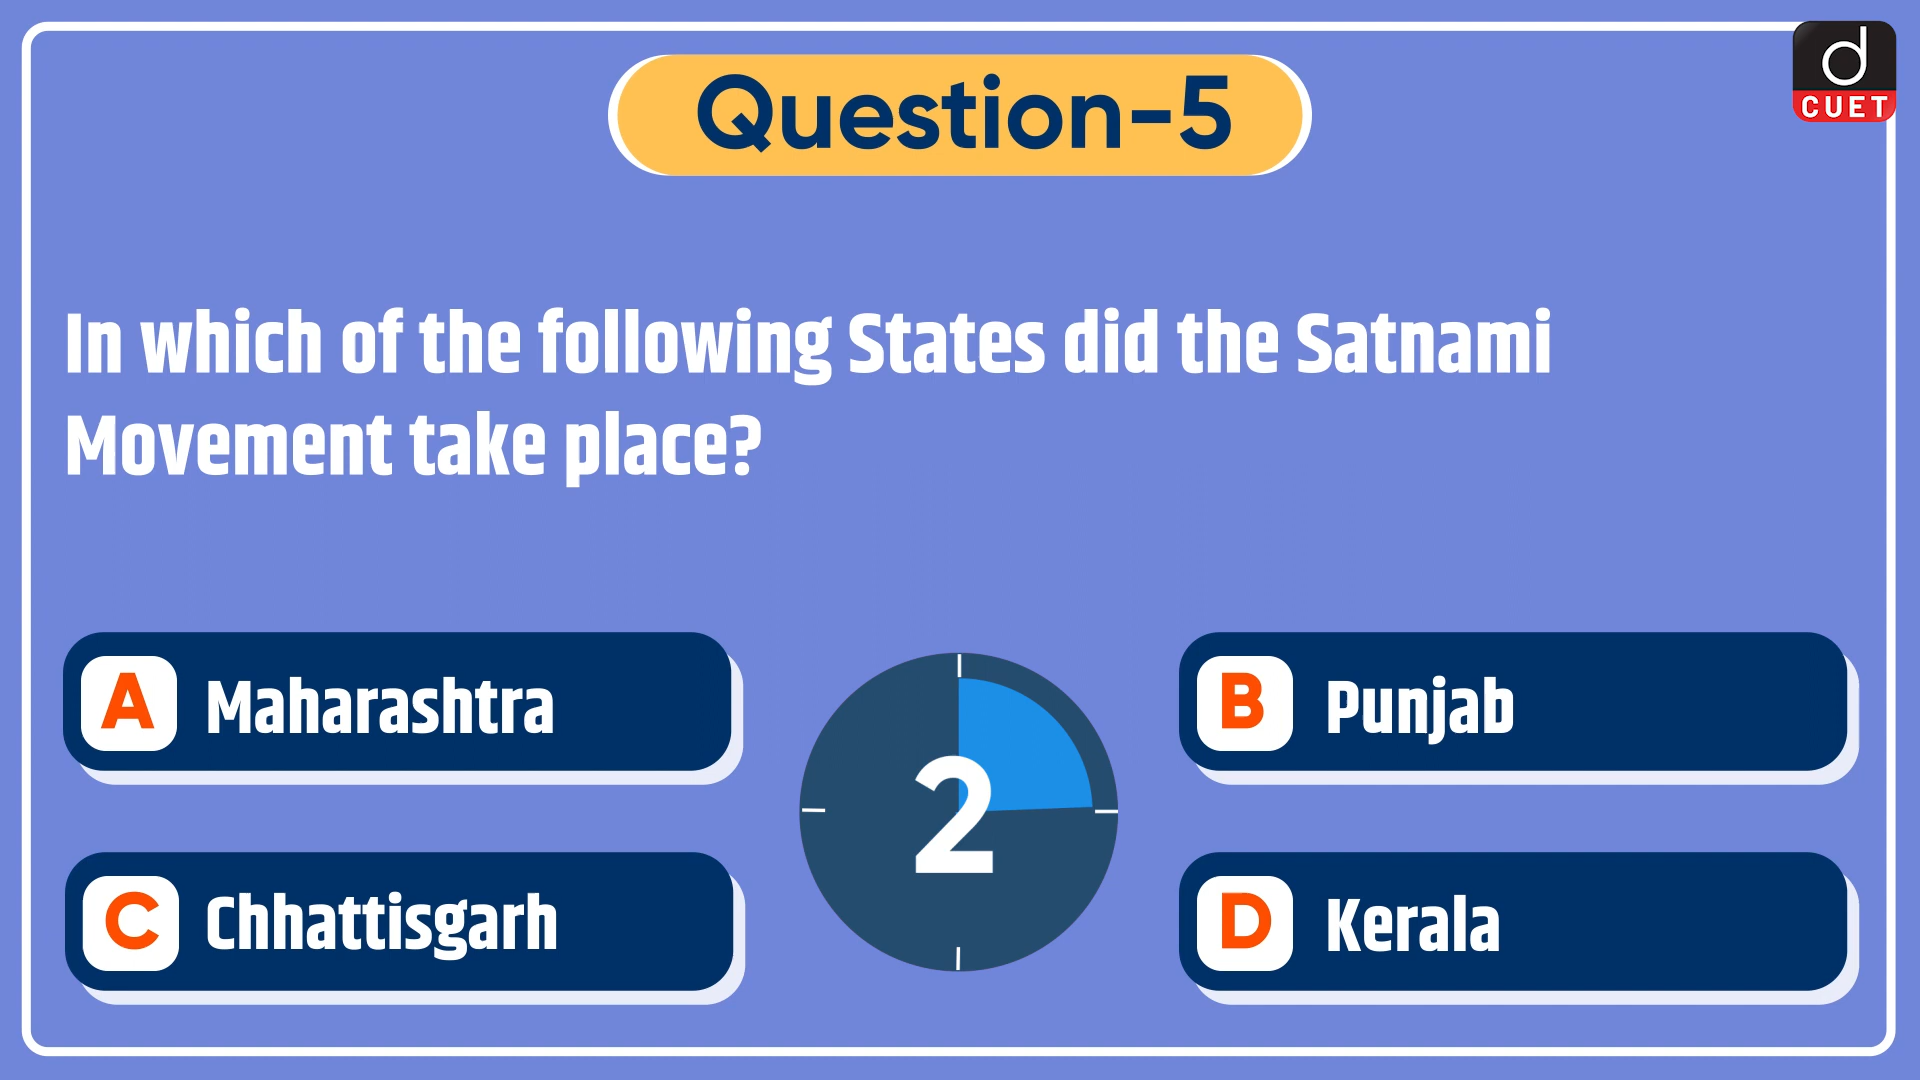 Question-5
d
CUET
In which of the following States did the Satnami
Movement take place?
A Maharashtra
B Punjab
2
C Chhattisgarh
D Kerala